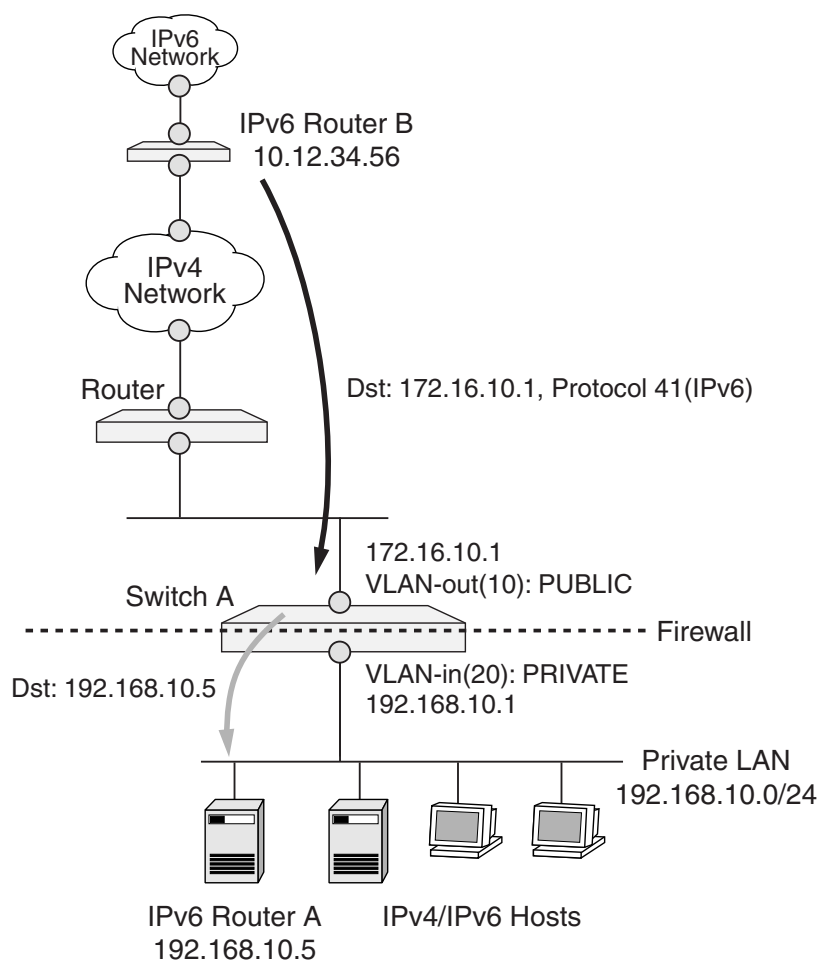 IPv6
Network
IPv6 Router B
10.12.34.56
IPv4
Network
Router
Dst: 172.16.10.1, Protocol 41(IPv6)
172.16.10.1
VLAN-out(10): PUBLIC
Switch A
Firewall
VLAN-in(20): PRIVATE
192.168.10.1
Dst: 192.168.10.5
Private LAN
192.168.10.0/24
IPv6 Router A
192.168.10.5
IPv4/IPv6 Hosts